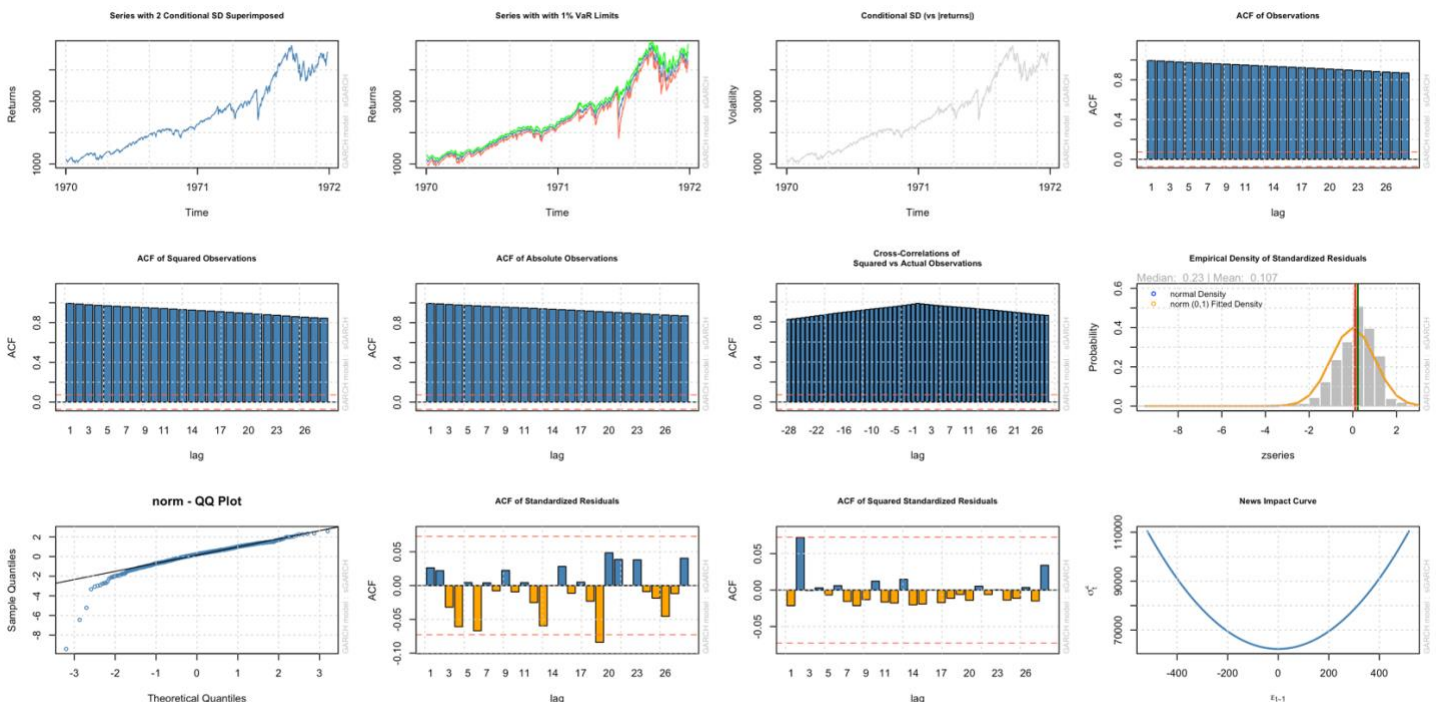 Series with 2 Conditional SD Superimposed
Returns
1000
3000
1970
1971
1972
Time
GARCH model : sGARCH
Series with with 1% VaR Limits
Returns
1000
3000
1970
1971
1972
Time
GARCH model : sGARCH
Conditional SD (vs |returns|)
Volatility
1000
3000
1970
1971
1972
Time
GARCH model : sGARCH
ACF of Observations
ACF
0.0
0.4
0.8
1 3 5 7 9 11 14 17 20 23 26
lag
GARCH model : sGARCH
ACF of Squared Observations
ACF
0.0
0.4
0.8
1 3 5 7 9 11 14 17 20 23 26
lag
GARCH model : sGARCH
ACF of Absolute Observations
ACF
0.0
0.4
0.8
1 3 5 7 9 11 14 17 20 23 26
lag
GARCH model : sGARCH
Cross-Correlations of
Squared vs Actual Observations
ACF
0.0
0.4
0.8
-28 -22 -16 -10 -5 -1 3 7 11 16 21 26
lag
GARCH model : sGARCH
Empirical Density of Standardized Residuals
Median: 0.23 | Mean: 0.107
normal Density
norm (0,1) Fitted Density
Probability
0.0
0.2
0.4
0.6
-8 -6 -4 -2 0 2
zseries
GARCH model : sGARCH
norm - QQ Plot
Sample Quantiles
-8 -6 -4 -2 0 2
-3 -2 -1 0 1 2 3
Theoretical Quantiles
GARCH model : sGARCH
ACF of Standardized Residuals
ACF
-0.10
-0.05
0.00
0.05
1 3 5 7 9 11 14 17 20 23 26
lag
GARCH model : sGARCH
ACF of Squared Standardized Residuals
ACF
-0.05
0.00
0.05
1 3 5 7 9 11 14 17 20 23 26
lag
GARCH model : sGARCH
News Impact Curve
70000
90000
110000
-400 -200 0 200 400
εt−1
GARCH model : sGARCH